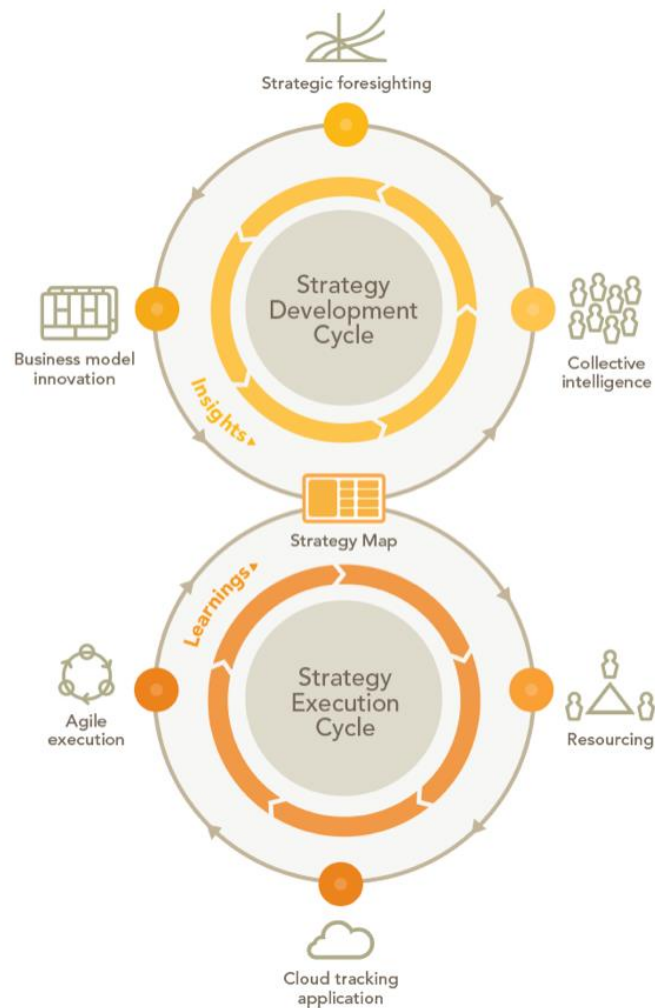 Strategic foresighting
Strategy
Development
Cycle
Business model
innovation
Collective
intelligence
Insights
Strategy Map
Learnings
Strategy
Execution
Cycle
Agile
execution
Resourcing
Cloud tracking
application